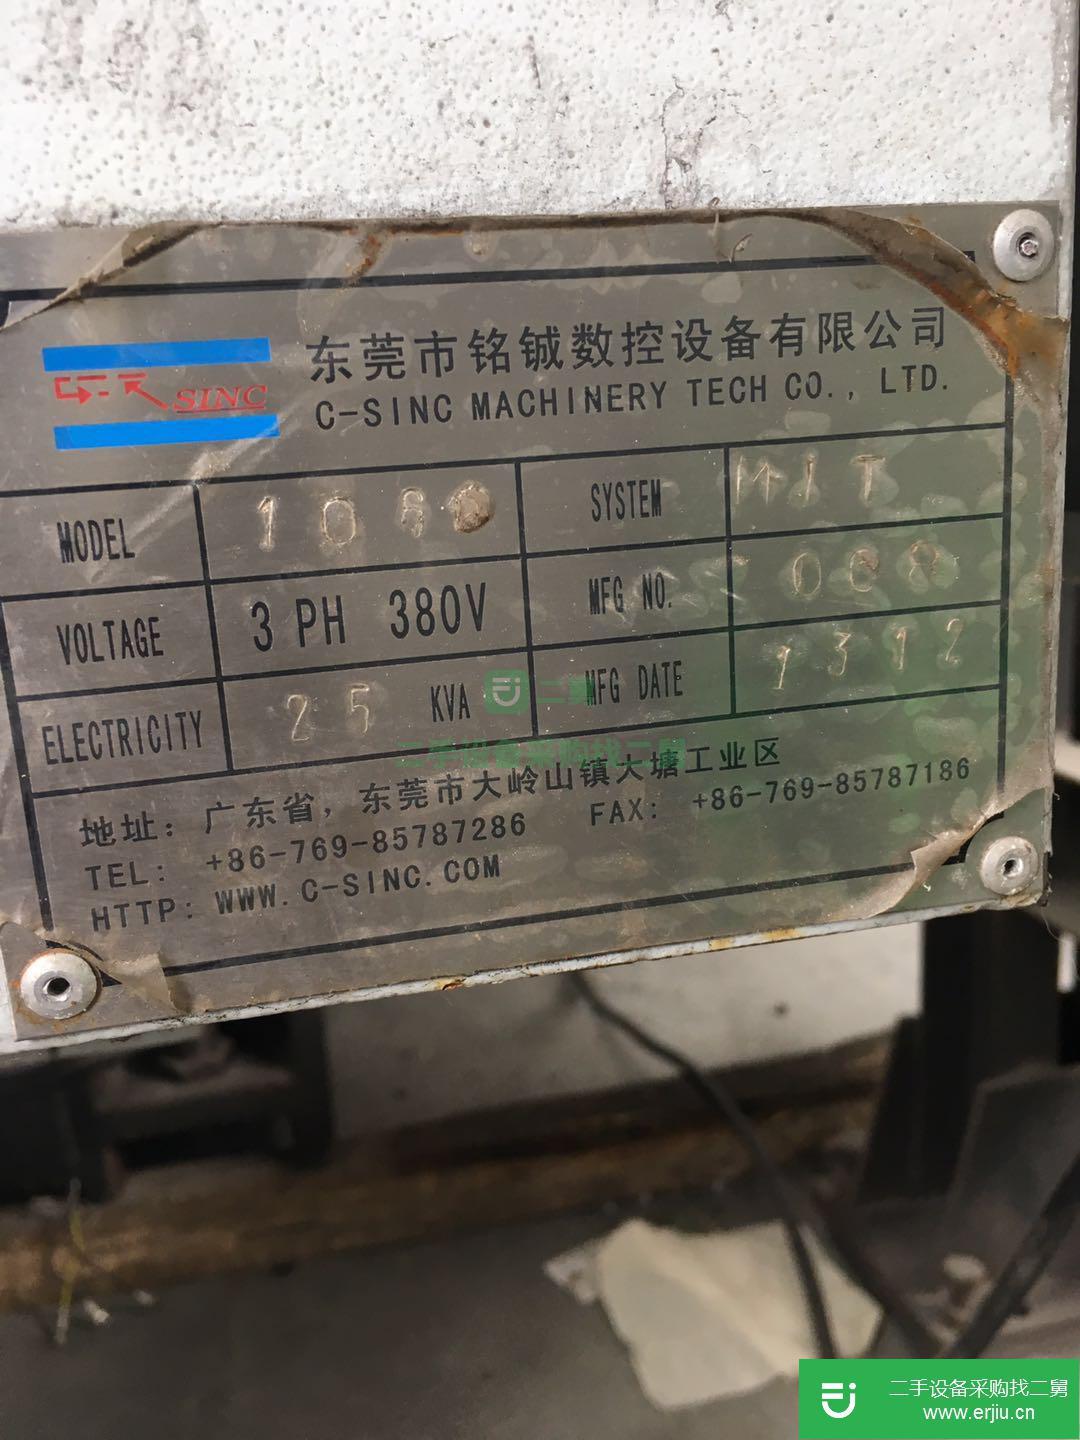 东莞市铭铖数控设备有限公司
SINC
C-SINC MACHINERY TECH CO., LTD.
MODEL 1060 SYSTEM MIT
VOLTAGE 3 PH 380V MFG NO. 008
ELECTRICITY 25 KVA MFG DATE 1312
二舅
二手设备采购找二舅
地址: 广东省, 东莞市大岭山镇大塘工业区
TEL: +86-769-85787286 FAX: +86-769-85787186
HTTP: WWW.C-SINC.COM
二手设备采购找二舅
www.erjiu.cn